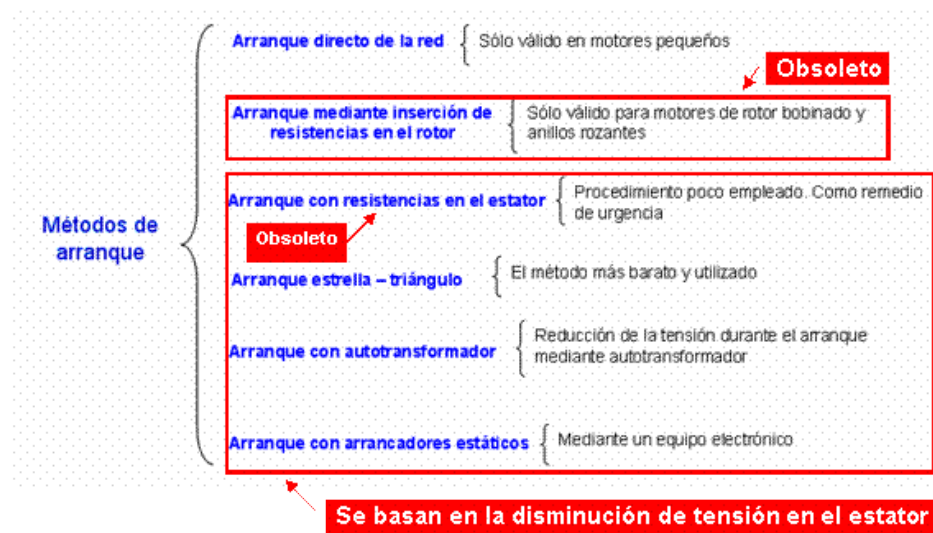 Arranque directo de la red
Sólo válido en motores pequeños
Obsoleto
Arranque mediante inserción de
resistencias en el rotor
Sólo válido para motores de rotor bobinado y
anillos rozantes
Arranque con resistencias en el estator
Procedimiento poco empleado. Como remedio
de urgencia
Métodos de
arranque
Obsoleto
Arranque estrella – triángulo
El método más barato y utilizado
Arranque con autotransformador
Reducción de la tensión durante el arranque
mediante autotransformador
Arranque con arrancadores estáticos
Mediante un equipo electrónico
Se basan en la disminución de tensión en el estator